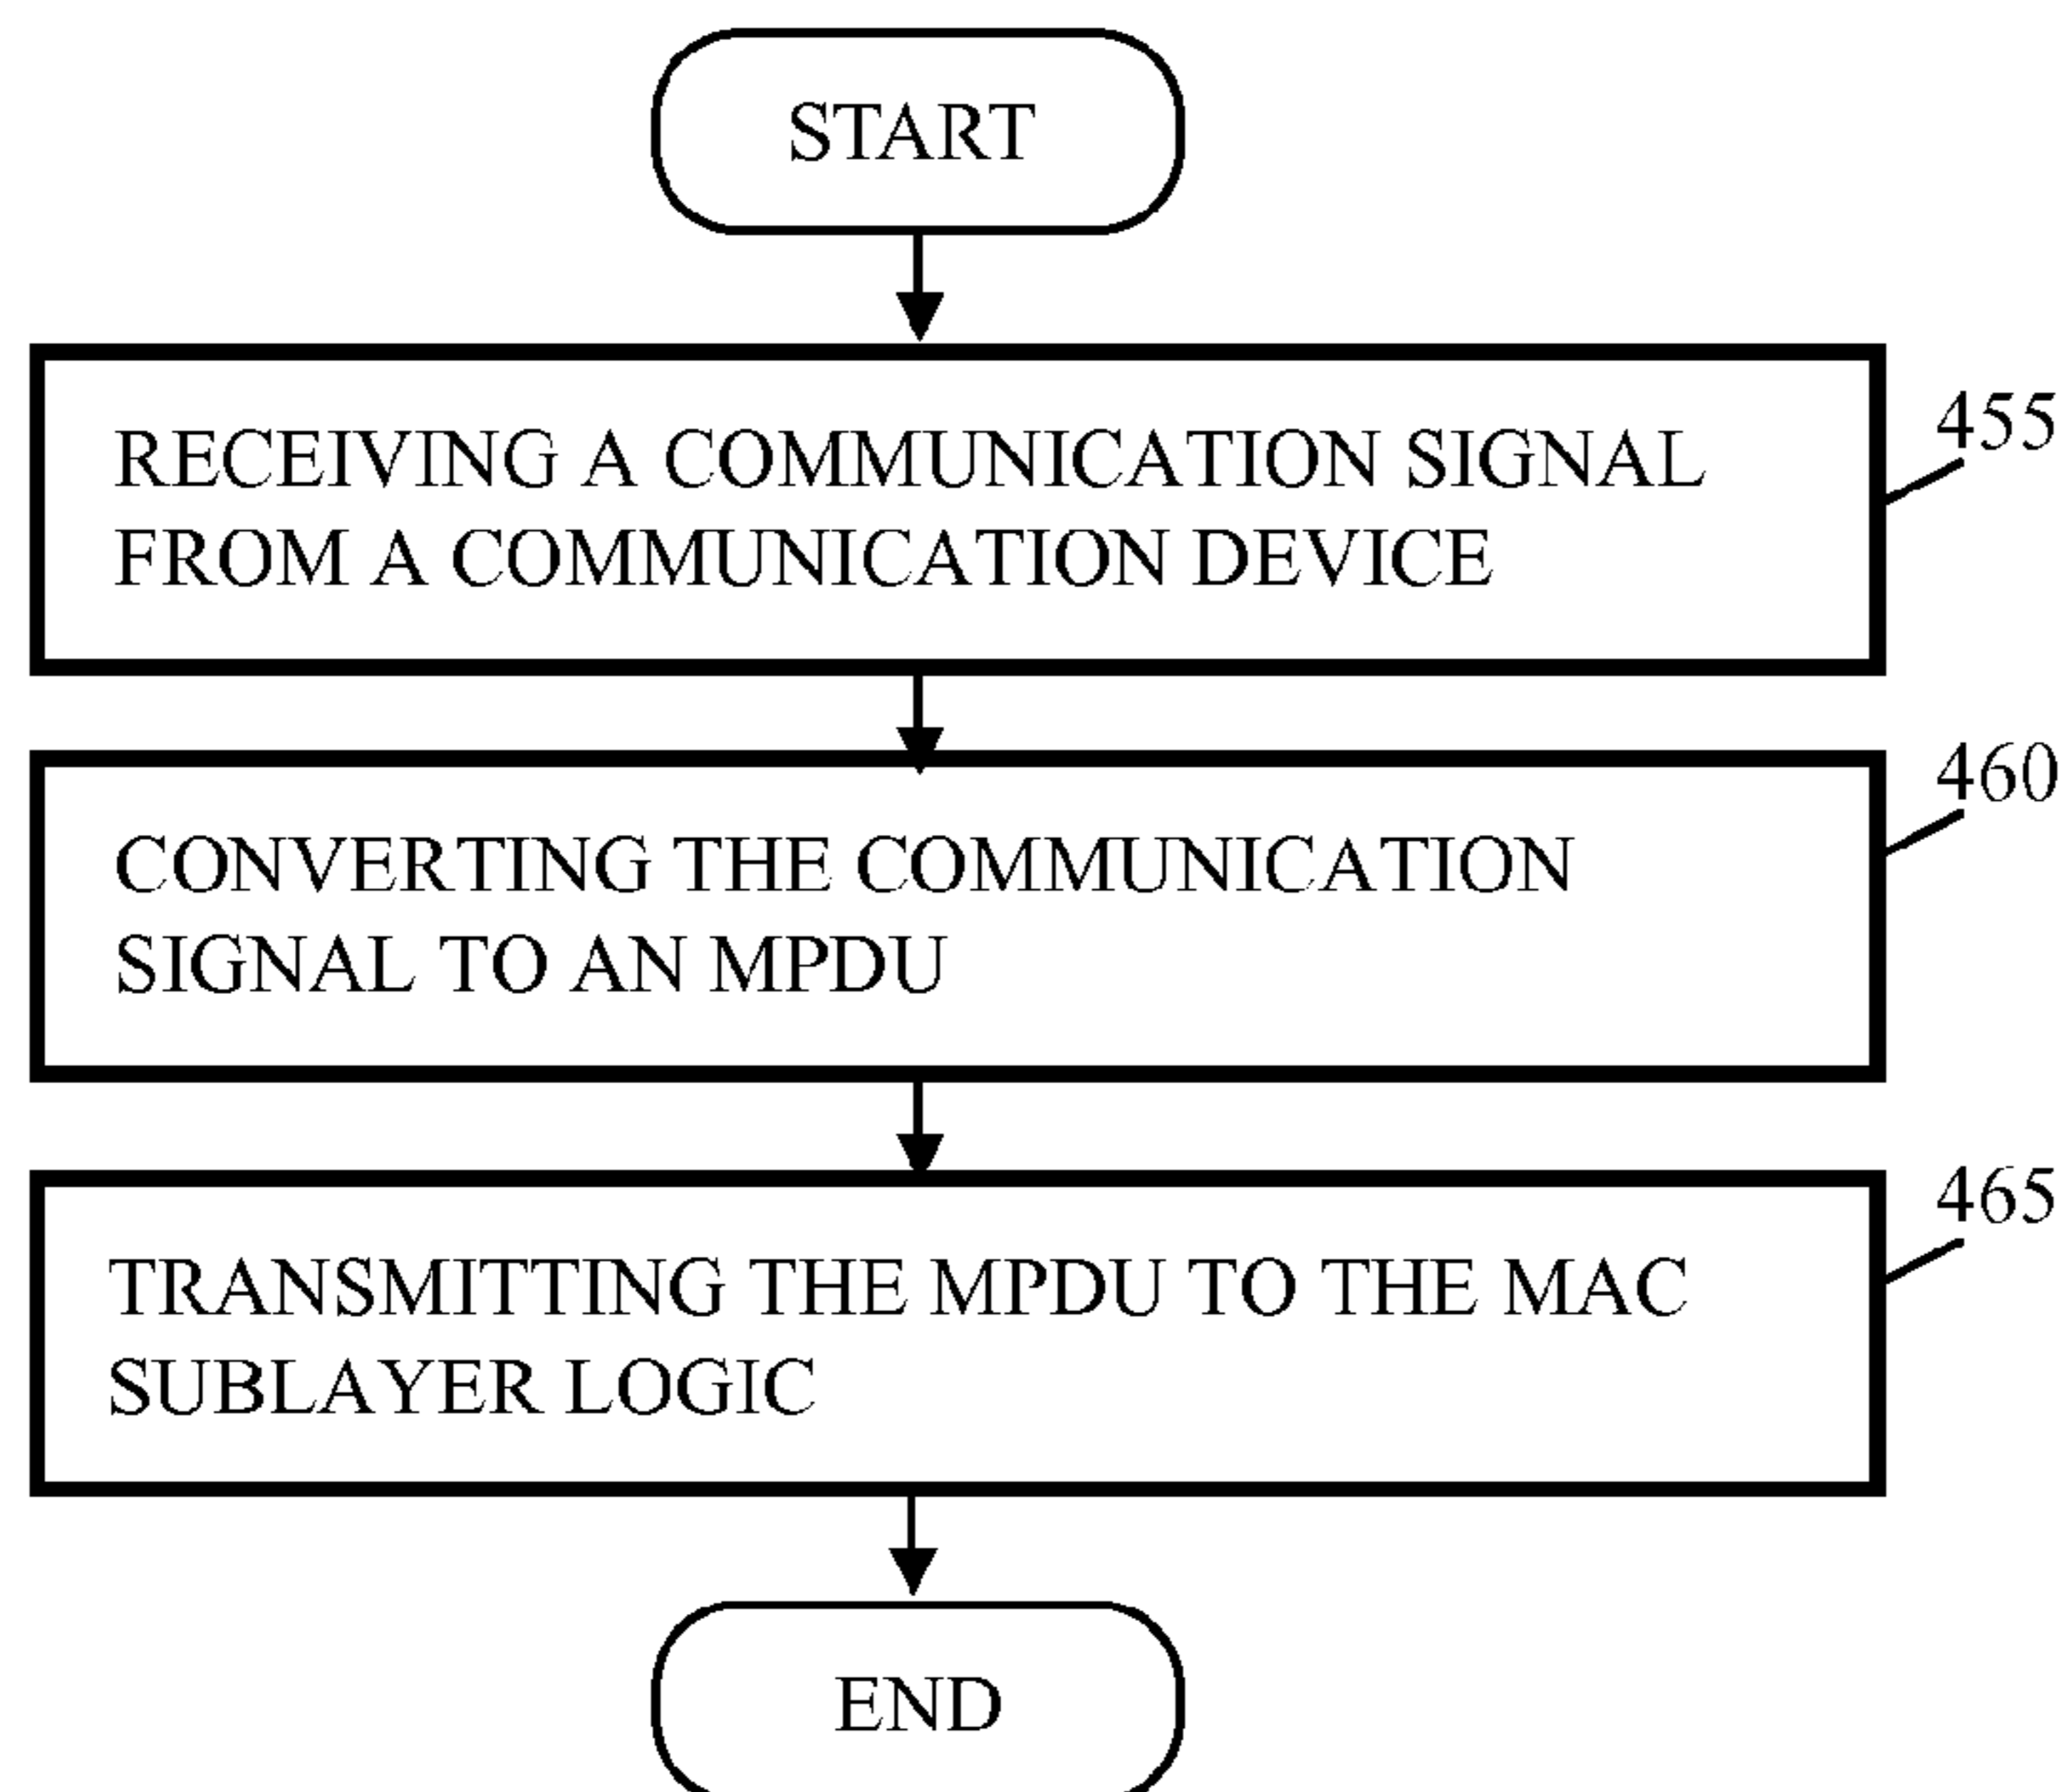 START
RECEIVING A COMMUNICATION SIGNAL
FROM A COMMUNICATION DEVICE
455
CONVERTING THE COMMUNICATION
SIGNAL TO AN MPDU
460
TRANSMITTING THE MPDU TO THE MAC
SUBLAYER LOGIC
465
END